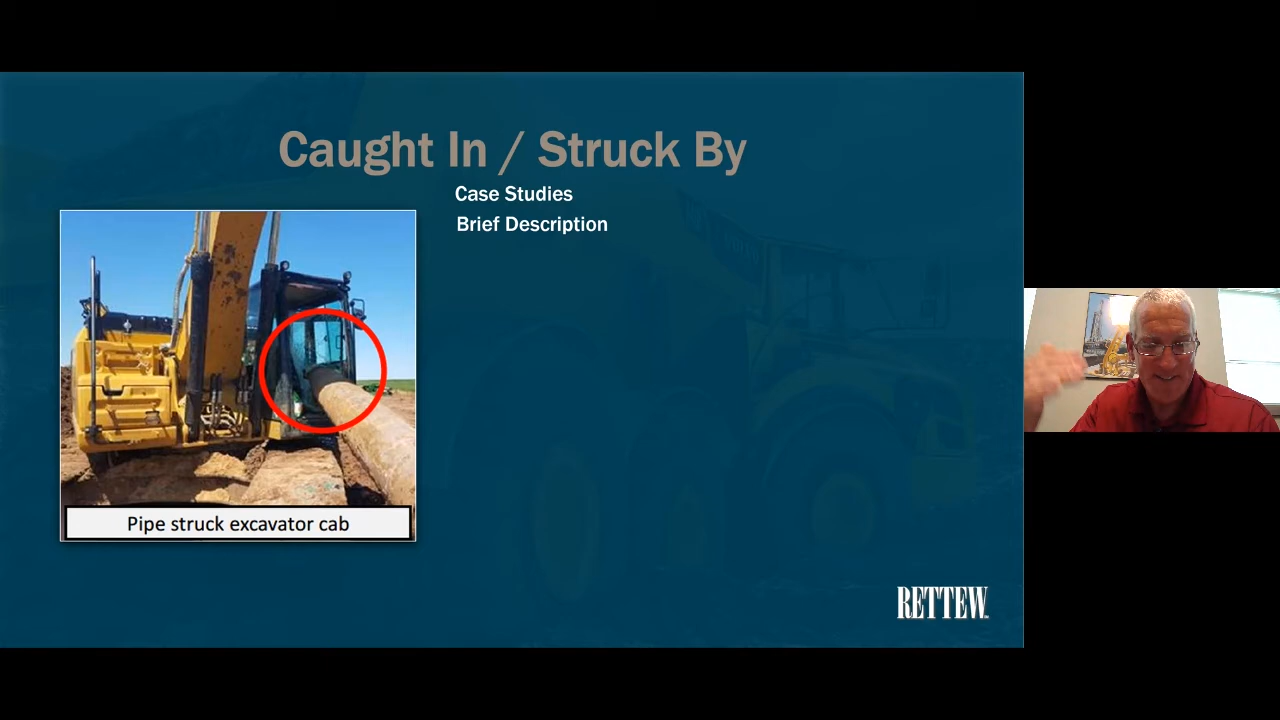 Caught In / Struck By
Case Studies
Brief Description
Pipe struck excavator cab
RETTEW